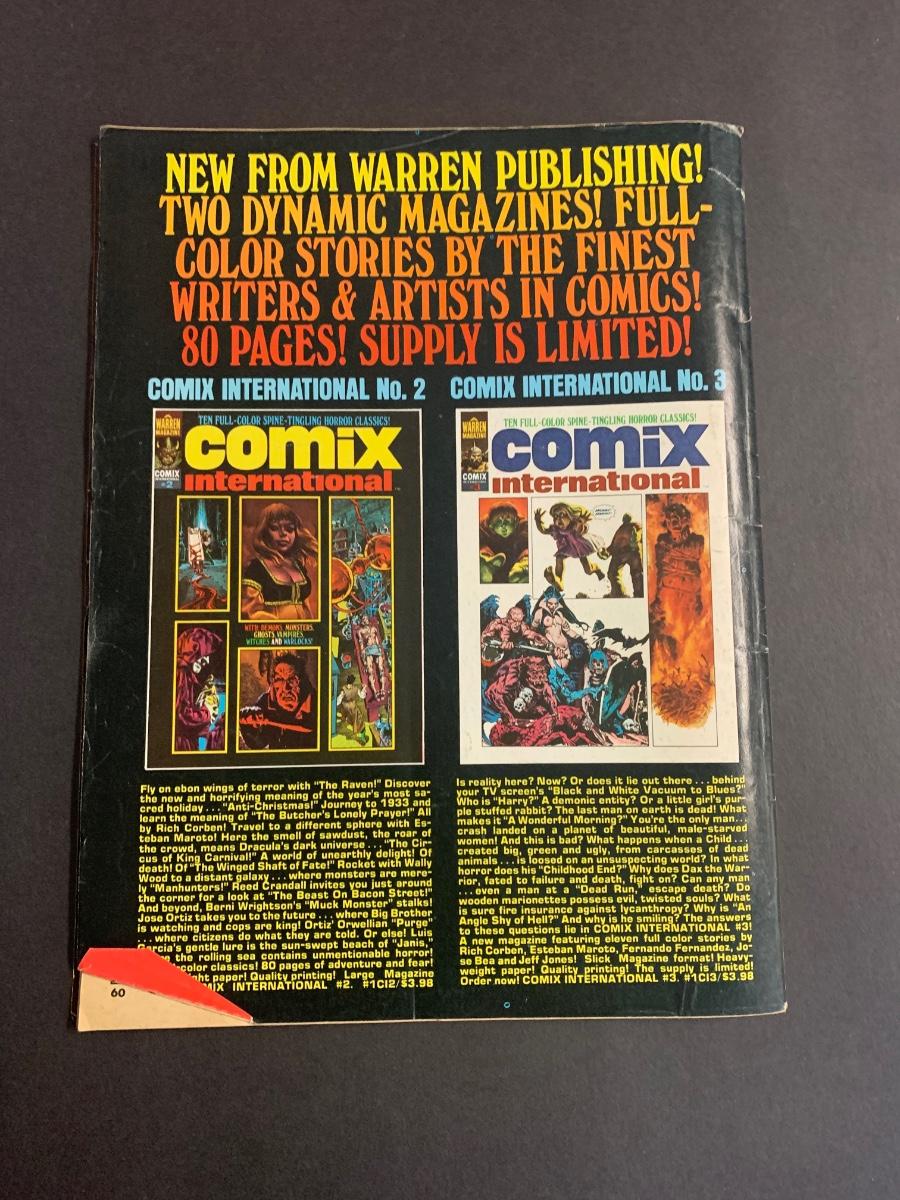 NEW FROM WARREN PUBLISHING!
TWO DYNAMIC MAGAZINES! FULL-
COLOR STORIES BY THE FINEST
WRITERS & ARTISTS IN COMICS!
80 PAGES! SUPPLY IS LIMITED!
COMIX INTERNATIONAL No. 2
WARREN
MAGAZINE
COMIX
INTERNATIONAL
#2
TEN FULL-COLOR SPINE-TINGLING HORROR CLASSICS!
comix
international
WITH DEMONS, MONSTERS,
GHOSTS, VAMPIRES,
WITCHES AND WARLOCKS!
Fly on ebon wings of terror with "The Raven!" Discover
the new and horrifying meaning of the year's most sa-
cred holiday ... "Anti-Christmas!" Journey to 1933 and
learn the meaning of "The Butcher's Lonely Prayer!" All
by Rich Corben! Travel to a different sphere with Es-
teban Maroto! Here the smell of sawdust, the roar of
the crowd, means Dracula's dark universe ... "The Cir-
cus of King Carnival!" A world of unearthly delight! Of
death! Of "The Winged Shaft of Fate!" Rocket with Wally
Wood to a distant galaxy ... where monsters are mere-
ly "Manhunters!" Reed Crandall invites you just around
the corner for a look at "The Beast On Bacon Street!"
And beyond, Berni Wrightson's "Muck Monster" stalks!
Jose Ortiz takes you to the future ... where Big Brother
is watching and cops are king! Ortiz' Orwellian "Purge"
... where citizens do what they are told. Or else! Luis
Garcia's gentle lure is the sun-swept beach of "Janis,"
the rolling sea contains unmentionable horror!
color classics! 80 pages of adventure and fear!
paper! Quality printing! Large Magazine
INTERNATIONAL #2. #1CI2/$3.98
60
COMIX INTERNATIONAL No. 3
WARREN
MAGAZINE
COMIX
INTERNATIONAL
TEN FULL-COLOR SPINE-TINGLING HORROR CLASSICS!
comix
international
Is reality here? Now? Or does it lie out there ... behind
your TV screen's "Black and White Vacuum to Blues?"
Who is "Harry?" A demonic entity? Or a little girl's pur-
ple stuffed rabbit? The last man on earth is dead! What
makes it "A Wonderful Morning?" You're the only man ...
crash landed on a planet of beautiful, male-starved
women! And this is bad? What happens when a Child ...
created big, green and ugly, from carcasses of dead
animals ... is loosed on an unsuspecting world? In what
horror does his "Childhood End?" Why does Dax the War-
rior, fated to failure and death, fight on? Can any man
... even a man at a "Dead Run," escape death? Do
wooden marionettes possess evil, twisted souls? What
is sure fire insurance against lycanthropy? Why is "An
Angle Shy of Hell?" And why is he smiling? The answers
to these questions lie in COMIX INTERNATIONAL #3!
A new magazine featuring eleven full color stories by
Rich Corben, Esteban Maroto, Fernando Fernandez, Jo-
se Bea and Jeff Jones! Slick Magazine format! Heavy-
weight paper! Quality printing! The supply is limited!
Order now! COMIX INTERNATIONAL #3. #1CI3/$3.98